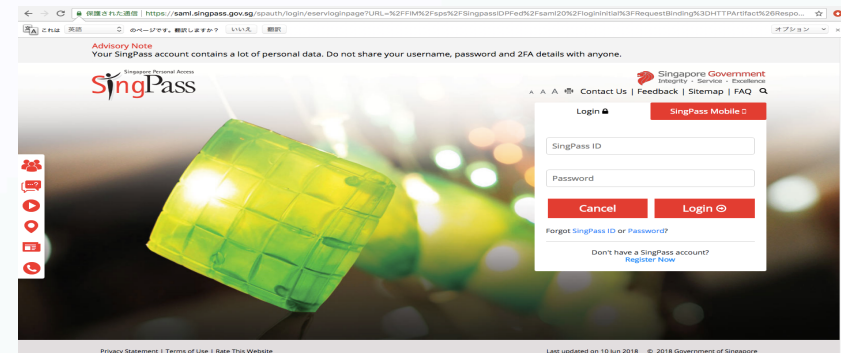 保護された通信 | https://saml.singpass.gov.sg/spauth/login/eservloginpage?URL=%2FFIM%2Fsps%2FSingpassIDPFed%2Fsaml20%2Flogininitial%3FRequestBinding%3DHTTPArtifact%26Respo...
これは 英語 のページです。翻訳しますか? いいえ 翻訳 オプション
Advisory Note
Your SingPass account contains a lot of personal data. Do not share your username, password and 2FA details with anyone.
Singapore Personal Access
SingPass
Singapore Government
Integrity · Service · Excellence
A A A Contact Us | Feedback | Sitemap | FAQ
Login
SingPass Mobile
SingPass ID
Password
Cancel
Login
Forgot SingPass ID or Password?
Don't have a SingPass account?
Register Now
Privacy Statement | Terms of Use | Rate This Website
Last updated on 10 Jun 2018 © 2018 Government of Singapore